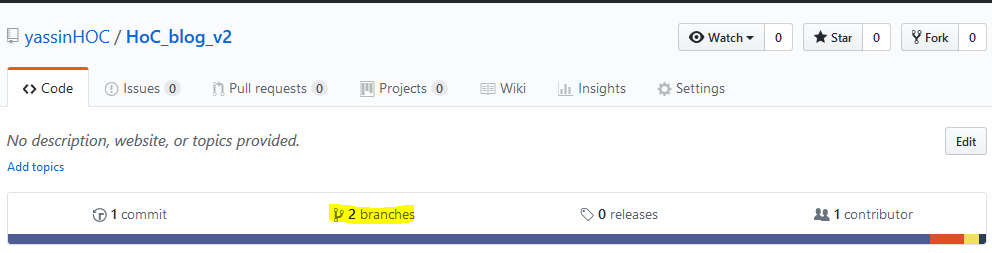 yassinHOC / HoC_blog_v2 Watch 0 Star 0 Fork 0
Code Issues 0 Pull requests 0 Projects 0 Wiki Insights Settings
No description, website, or topics provided. Edit
Add topics
1 commit 2 branches 0 releases 1 contributor